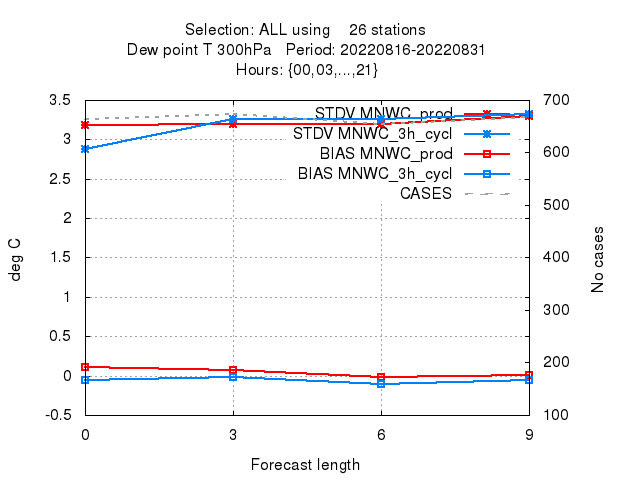 Selection: ALL using 26 stations
Dew point T 300hPa Period: 20220816-20220831
Hours: {00,03,...,21}
3.5
3
2.5
2
1.5
1
0.5
0
-0.5
deg C
STDV MNWC_prod
STDV MNWC_3h_cycl
BIAS MNWC_prod
BIAS MNWC_3h_cycl
CASES
700
600
500
400
300
200
100
No cases
0 3 6 9
Forecast length